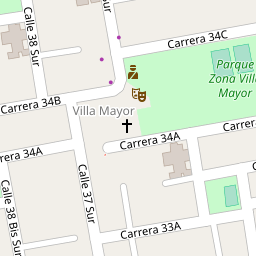 Calle 38 Sur
Carrera 34C
Parque
Zona Villa
Mayor
Carrera 34B
Villa Mayor
Carrera 34A
Carrera 34A
Calle 37 Sur
Calle 38 Bis Sur
Carrera 33A
Carrera